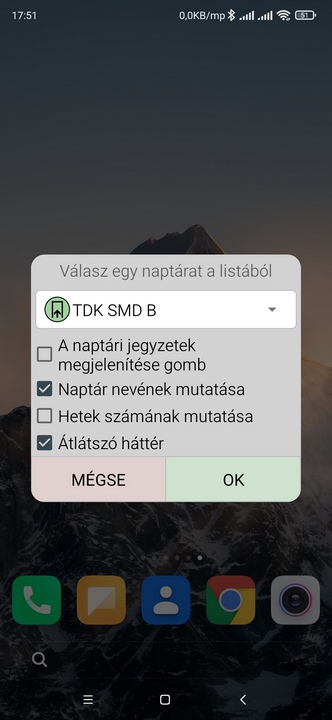 17:51
0,0KB/mp
51
Válasz egy naptárat a listából
TDK SMD B
A naptári jegyzetek
megjelenítése gomb
Naptár nevének mutatása
Hetek számának mutatása
Átlátszó háttér
MÉGSE
OK